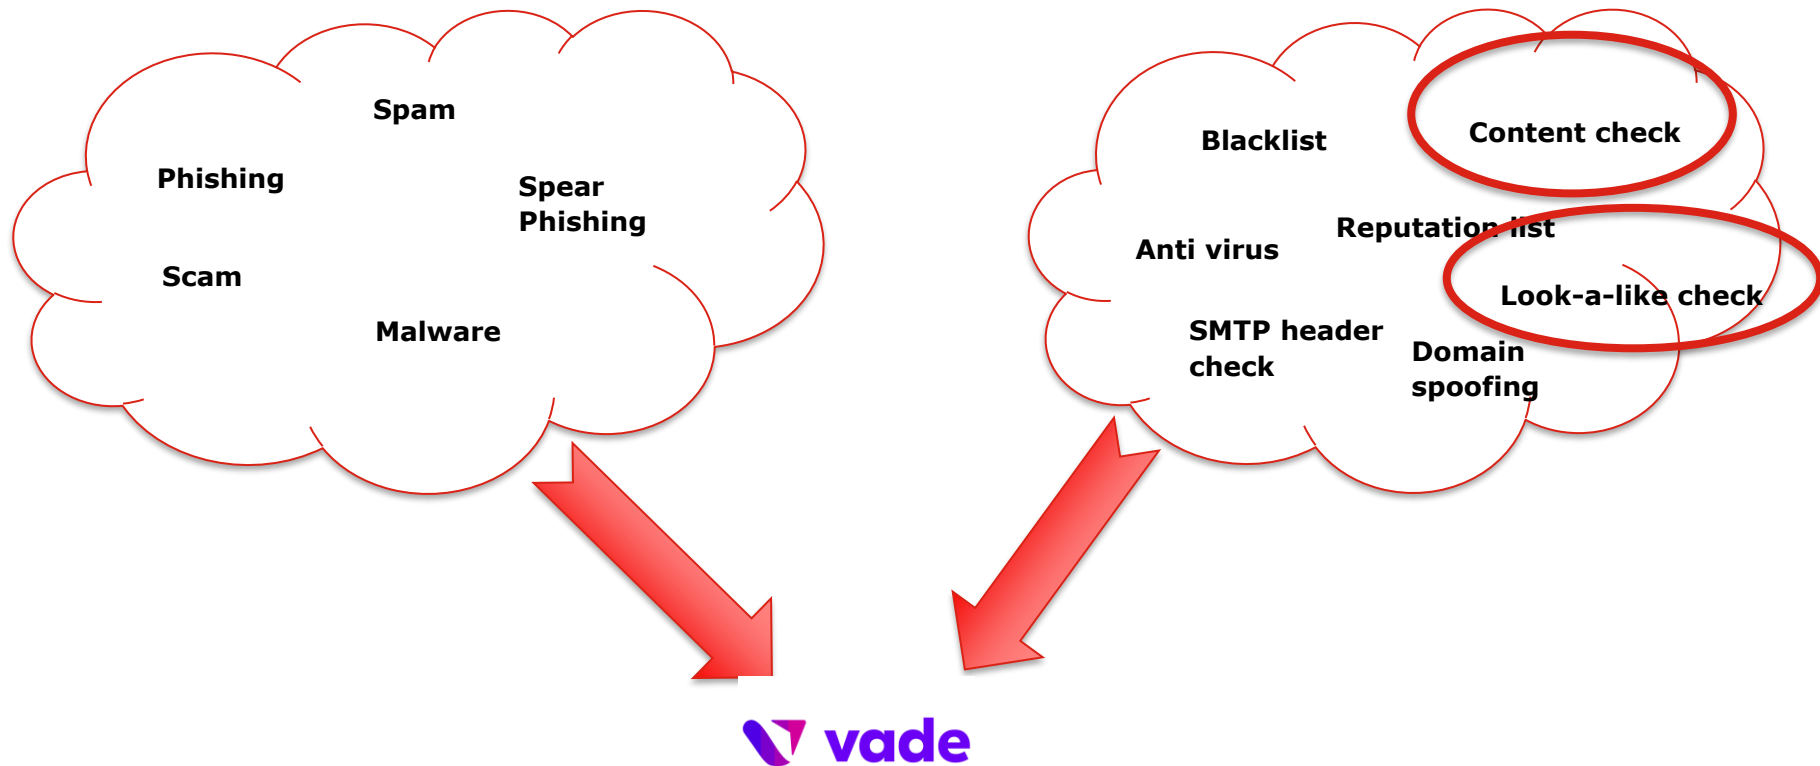 Spam
Phishing
Spear
Phishing
Scam
Malware
Content check
Blacklist
Reputation list
Anti virus
Look-a-like check
SMTP header
check
Domain
spoofing
vade